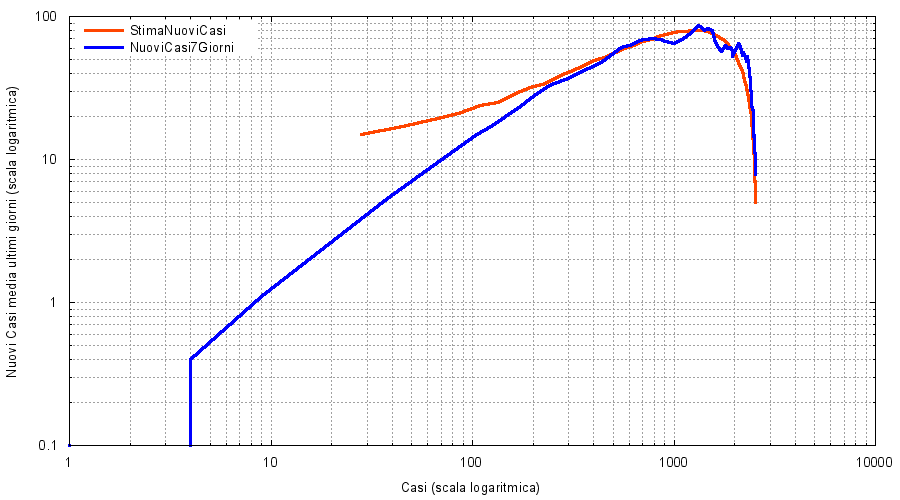 100
StimaNuoviCasi
NuoviCasi7Giorni
10
1
0.1
Nuovi Casi media ultimi giorni (scala logaritmica)
1 10 100 1000 10000
Casi (scala logaritmica)